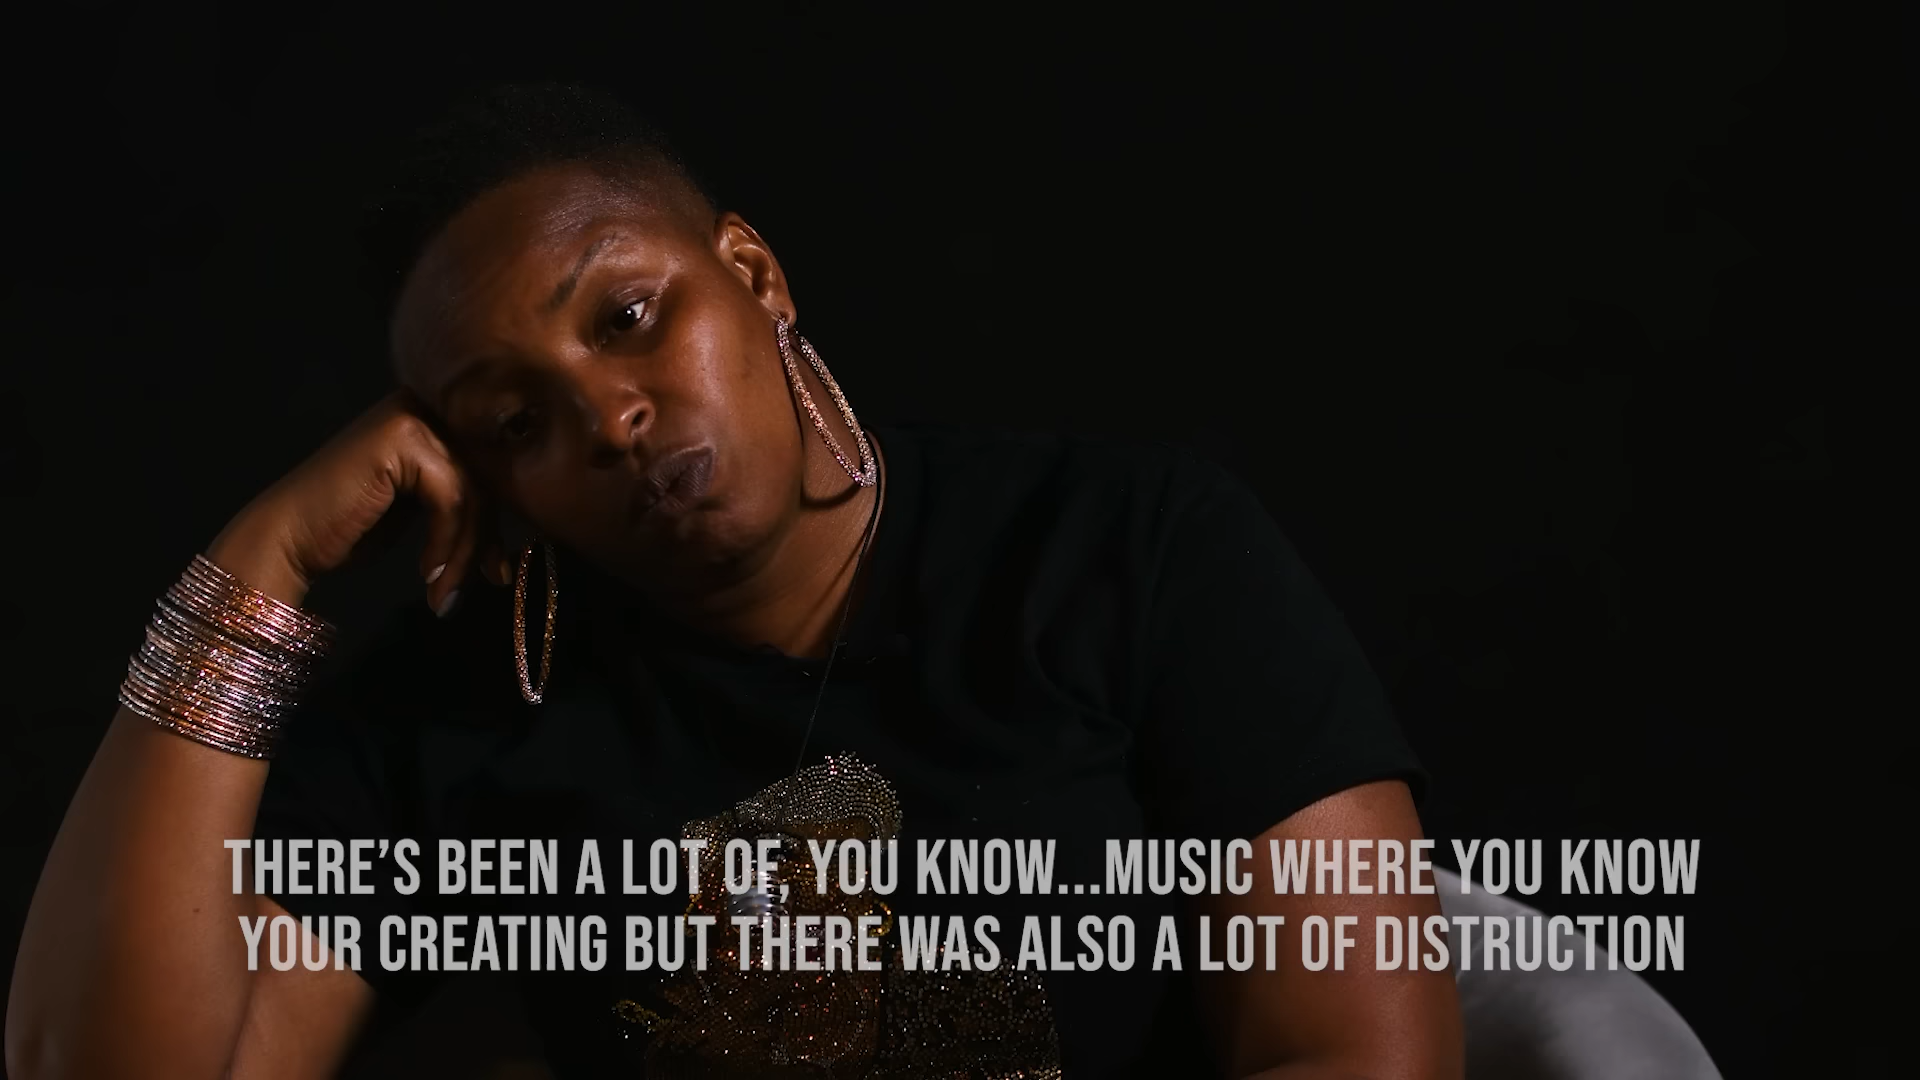 THERE’S BEEN A LOT OF, YOU KNOW...MUSIC WHERE YOU KNOW
YOUR CREATING BUT THERE WAS ALSO A LOT OF DISTRUCTION